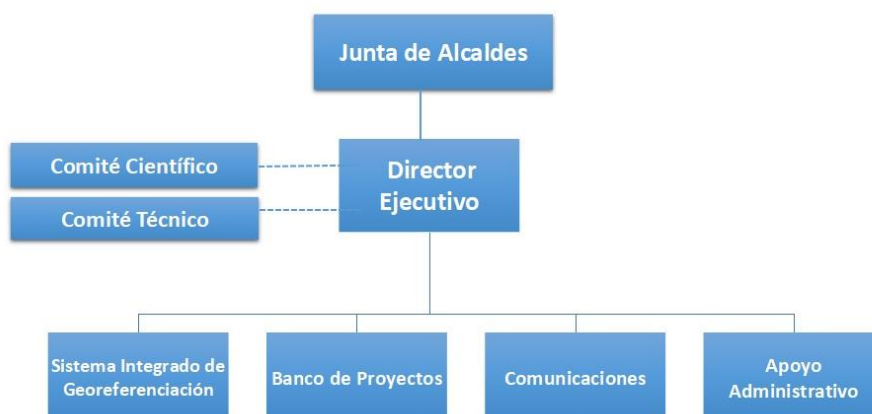 Junta de Alcaldes
Comité Científico
Director
Ejecutivo
Comité Técnico
Sistema Integrado de
Georeferenciación
Banco de Proyectos
Comunicaciones
Apoyo
Administrativo